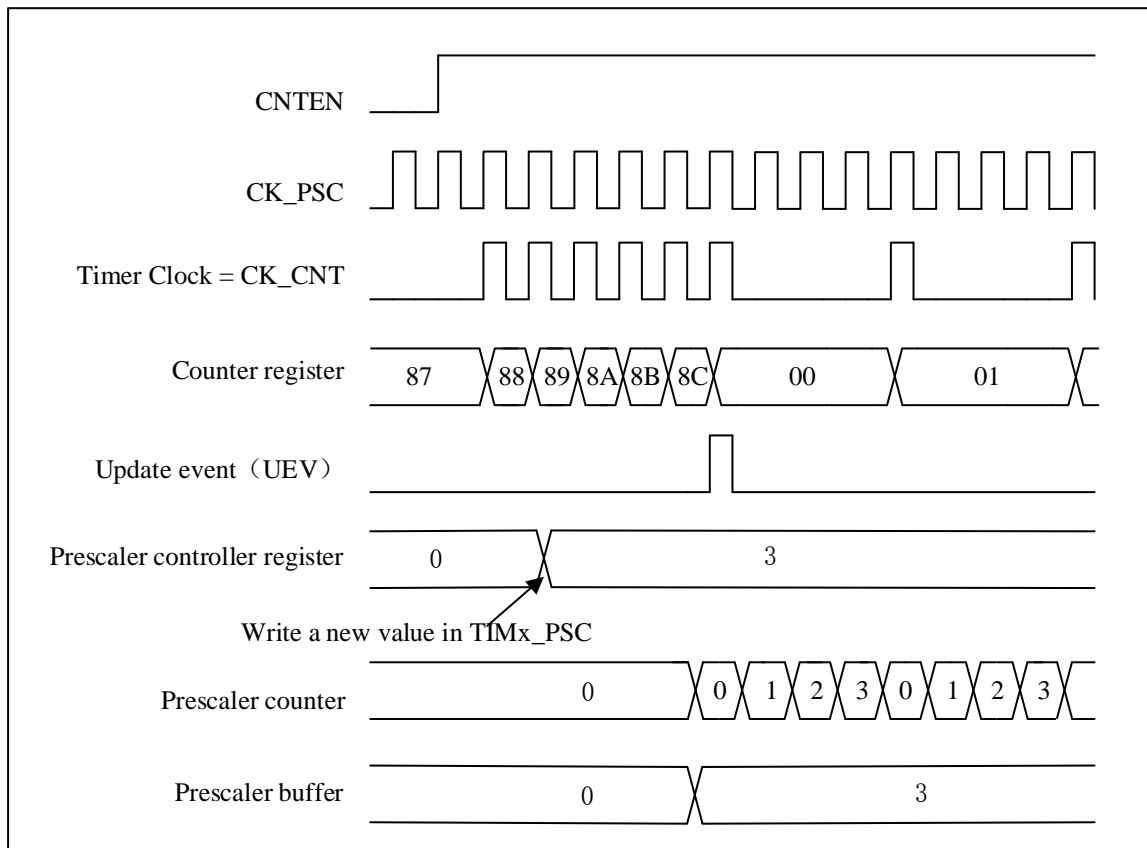 CNTEN
CK_PSC
Timer Clock = CK_CNT
Counter register
87 88 89 8A 8B 8C 00 01
Update event（UEV）
Prescaler controller register
0 3
Write a new value in TIMx_PSC
Prescaler counter
0 0 1 2 3 0 1 2 3
Prescaler buffer
0 3